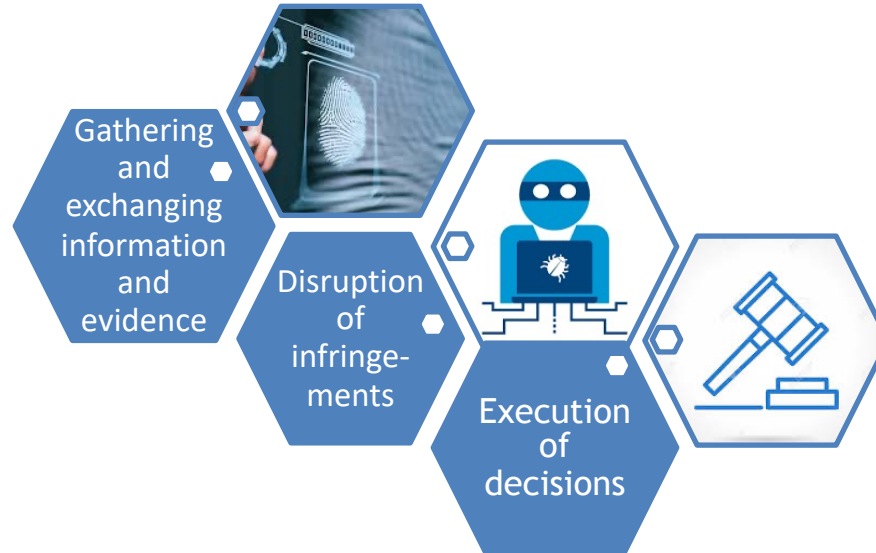 Gathering
and
exchanging
information
and
evidence
Disruption
of
infringe-
ments
Execution
of
decisions